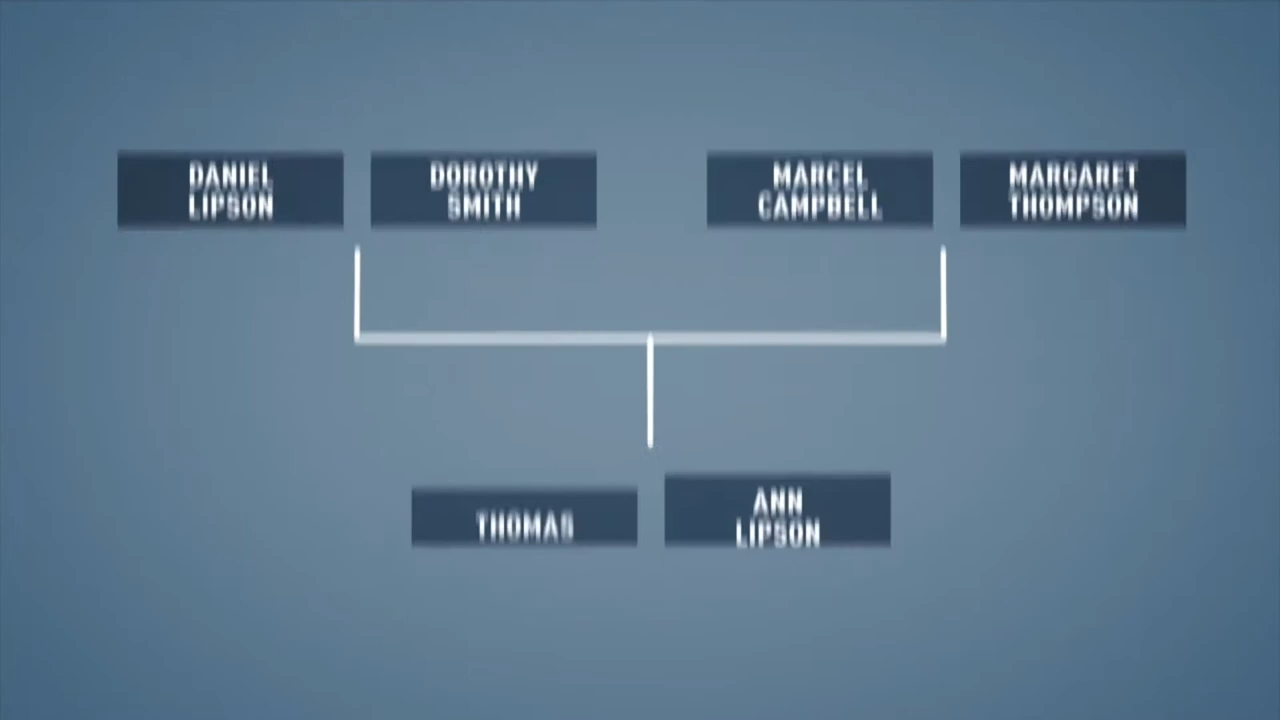 DANIEL
LIPSON
DOROTHY
SMITH
MARCEL
CAMPBELL
MARGARET
THOMPSON
THOMAS
ANN
LIPSON